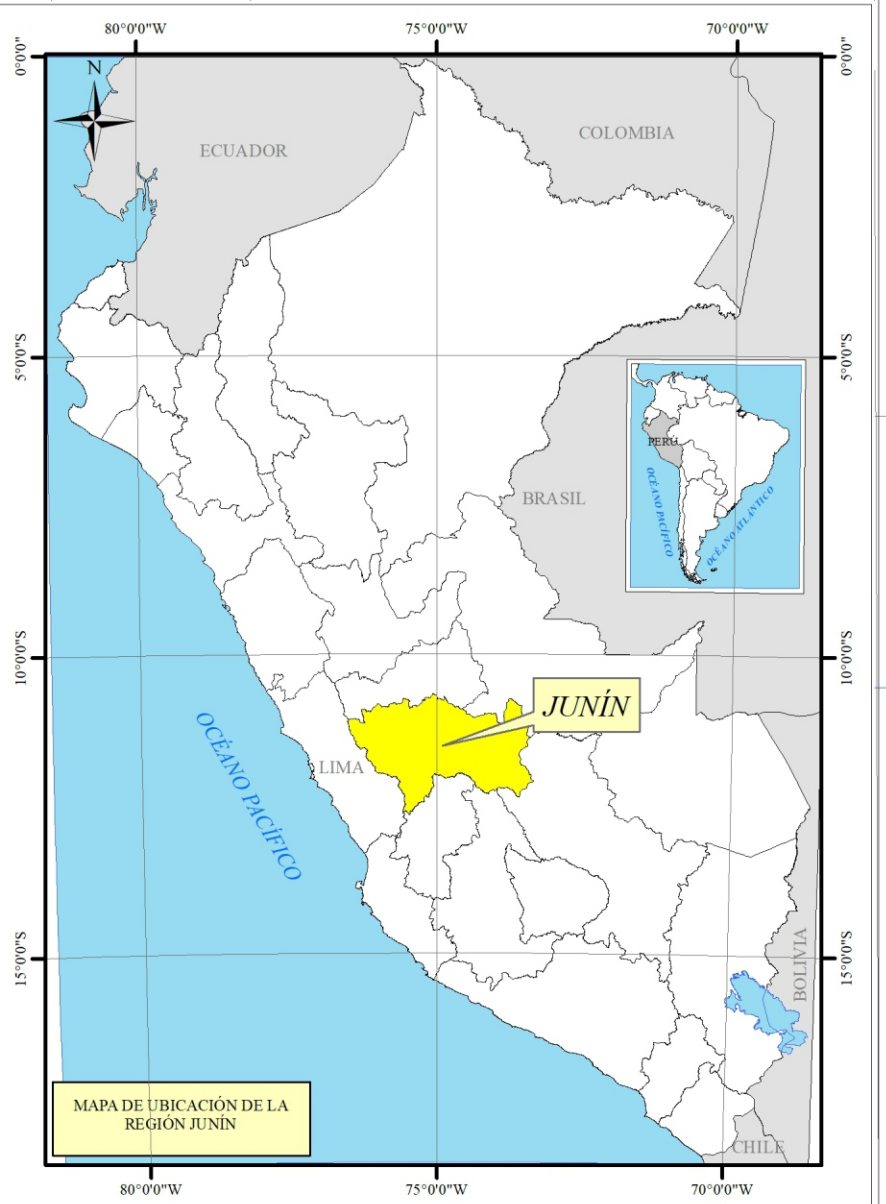 80°0'0"W
75°0'0"W
70°0'0"W
0°0'0"
0°0'0"
N
ECUADOR
COLOMBIA
5°0'0"S
5°0'0"S
PERÚ
BRASIL
OCÉANO PACÍFICO
OCÉANO ATLÁNTICO
10°0'0"S
10°0'0"S
JUNÍN
OCÉANO PACÍFICO
LIMA
15°0'0"S
15°0'0"S
BOLIVIA
MAPA DE UBICACIÓN DE LA
REGIÓN JUNÍN
CHILE
80°0'0"W
75°0'0"W
70°0'0"W